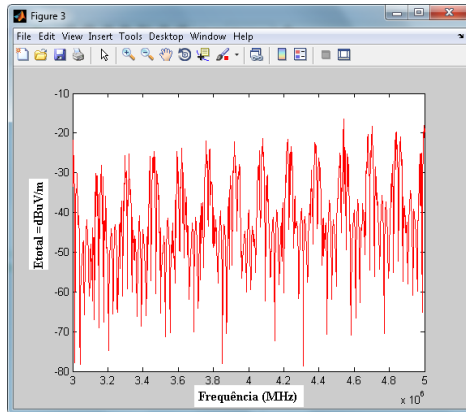 Figure 3
File Edit View Insert Tools Desktop Window Help
-10
-20
-30
-40
-50
-60
-70
-80
Etotal =dBuV/m
3 3.2 3.4 3.6 3.8 4 4.2 4.4 4.6 4.8 5
x 10^6
Frequência (MHz)